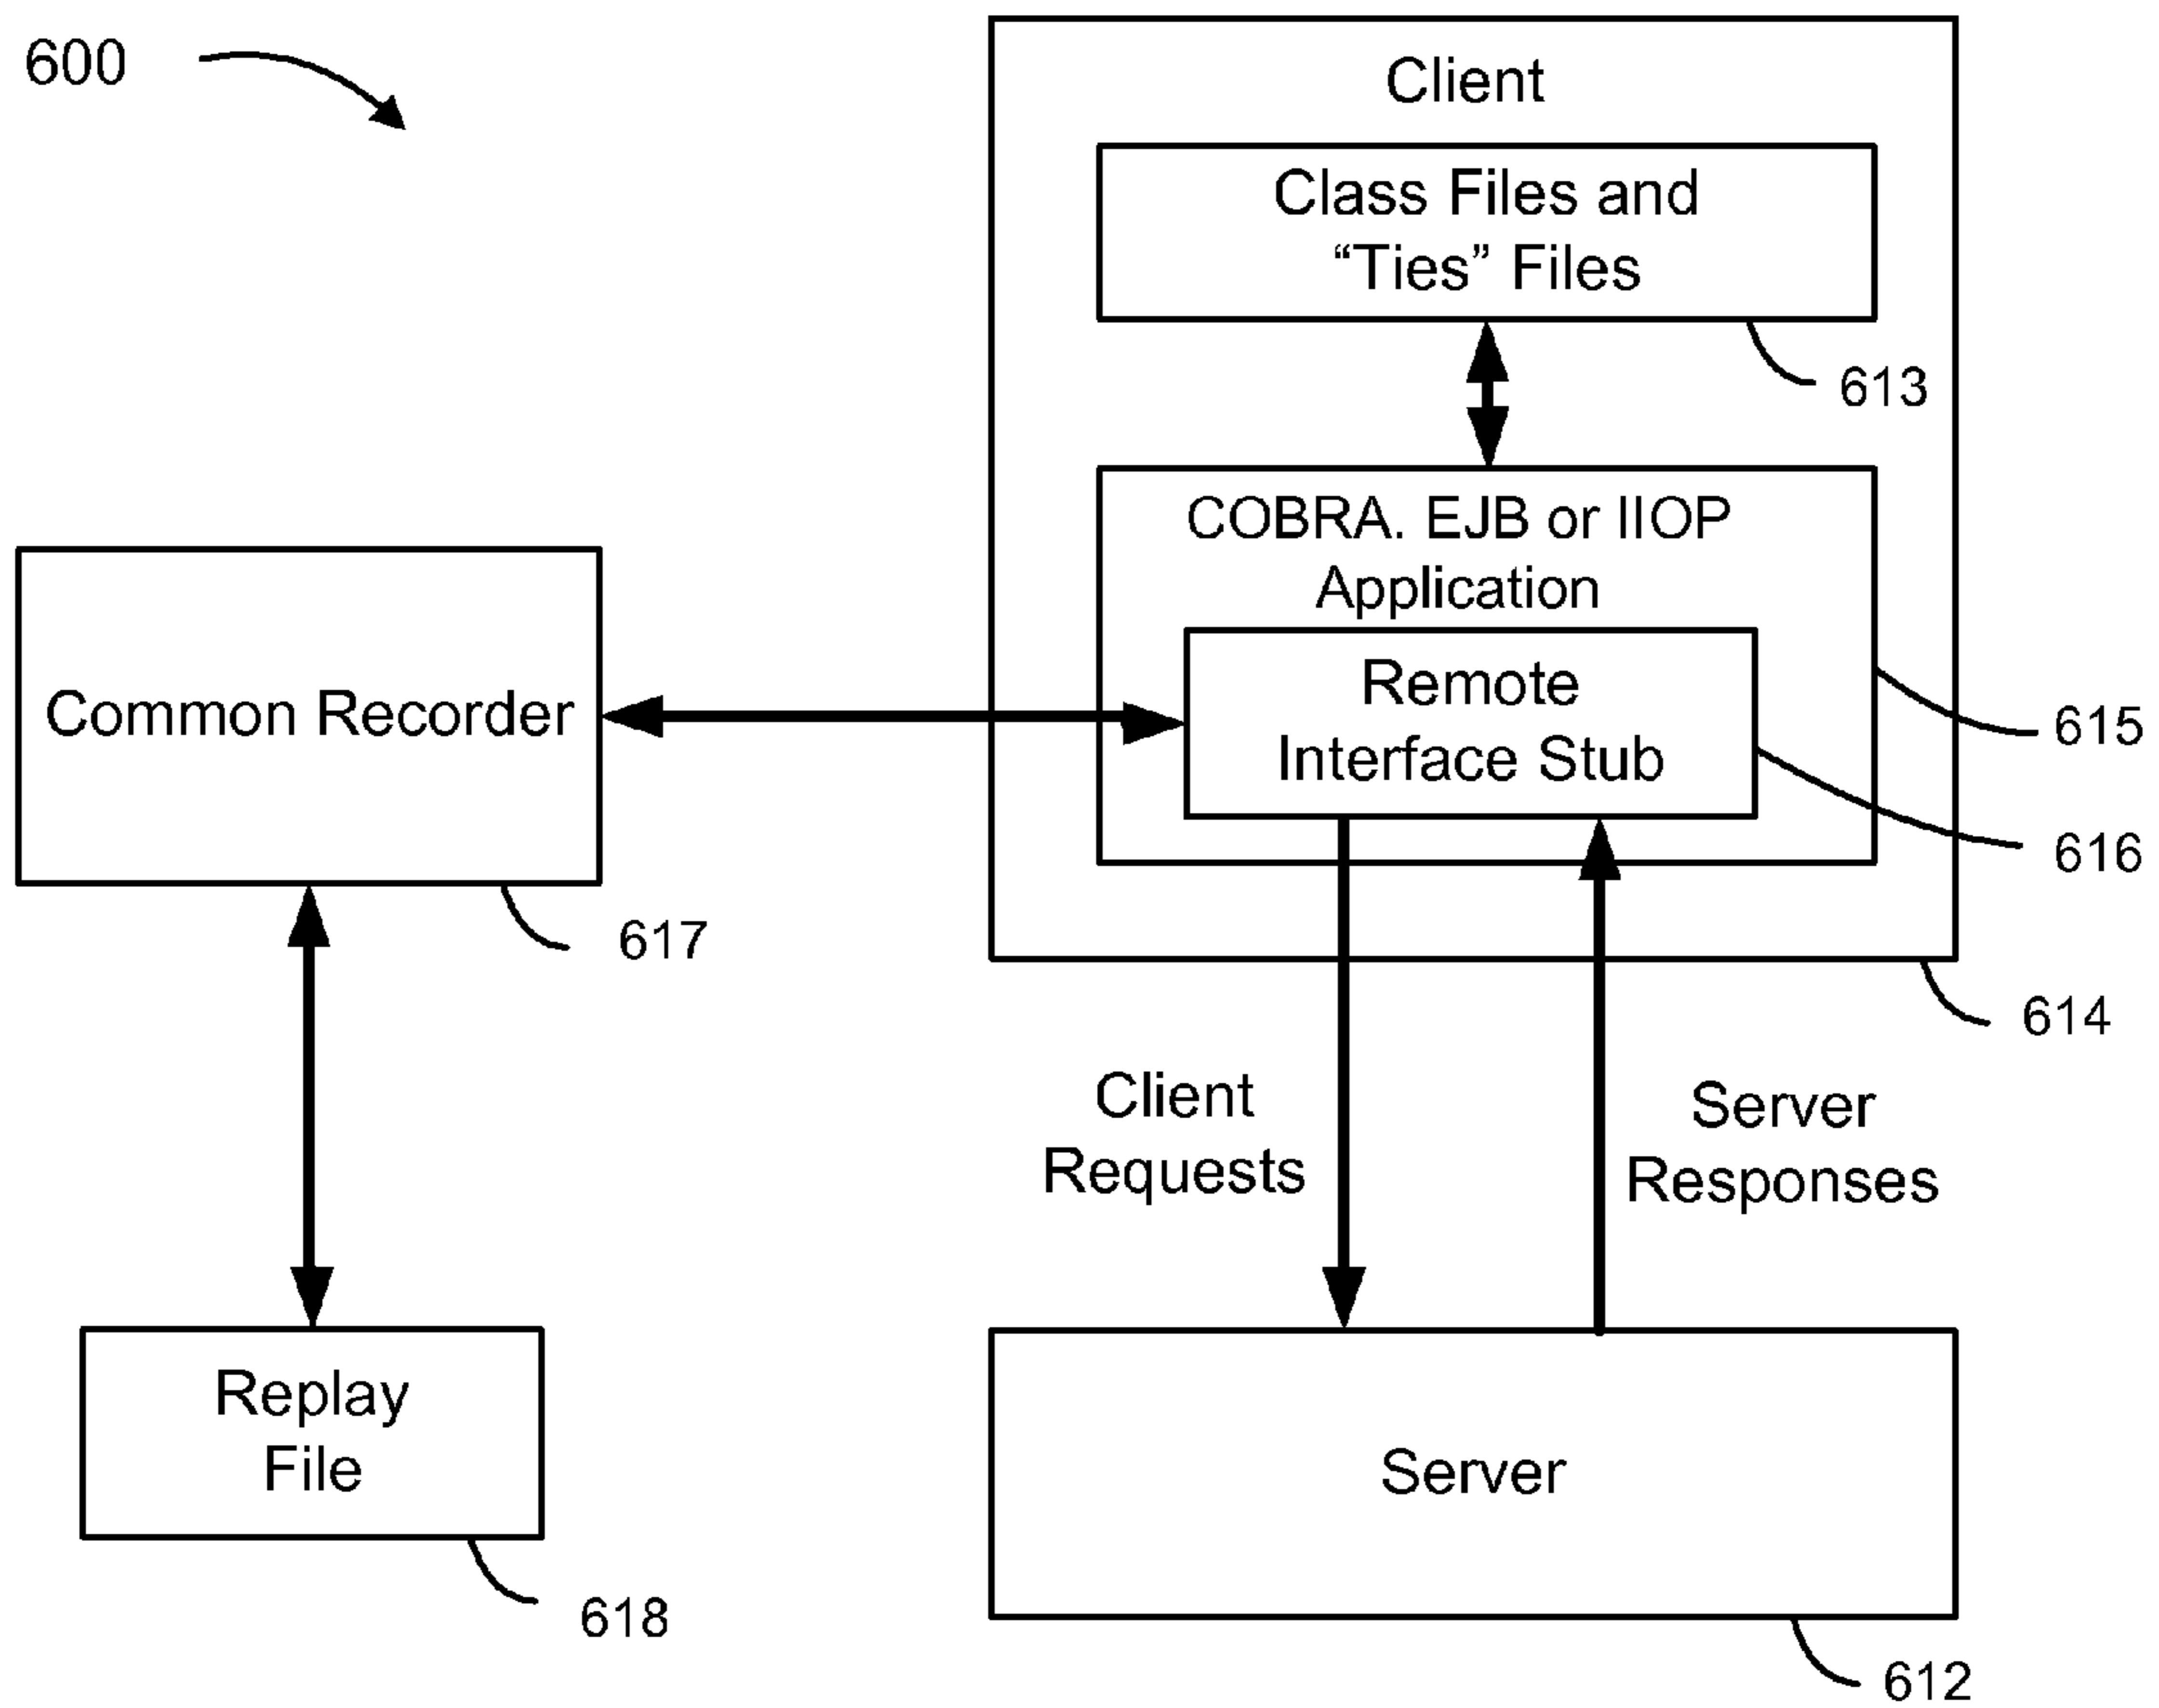 600
Client
Class Files and
“Ties” Files
613
COBRA. EJB or IIOP
Application
Remote
Interface Stub
615
616
Common Recorder
617
614
Client
Requests
Server
Responses
Replay
File
618
Server
612